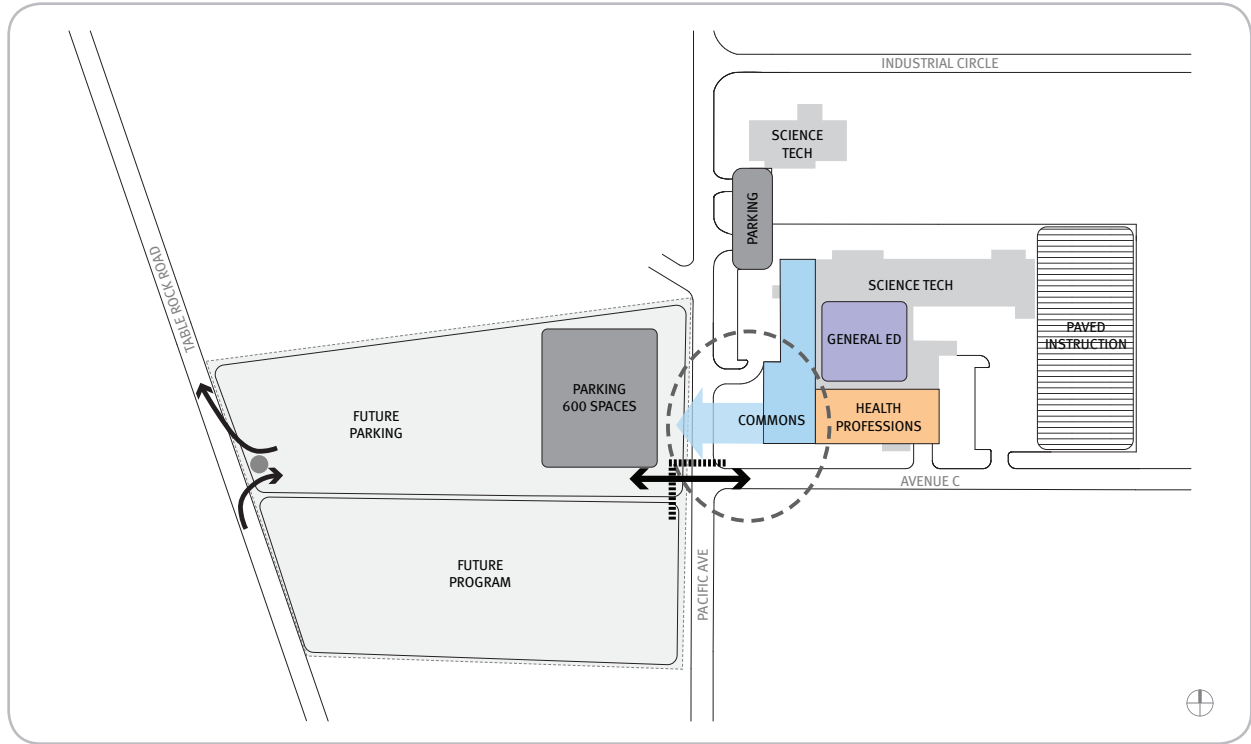 INDUSTRIAL CIRCLE
SCIENCE
TECH
PARKING
TABLE ROCK ROAD
SCIENCE TECH
PAVED
INSTRUCTION
GENERAL ED
PARKING
600 SPACES
FUTURE
PARKING
COMMONS
HEALTH
PROFESSIONS
AVENUE C
FUTURE
PROGRAM
PACIFIC AVE